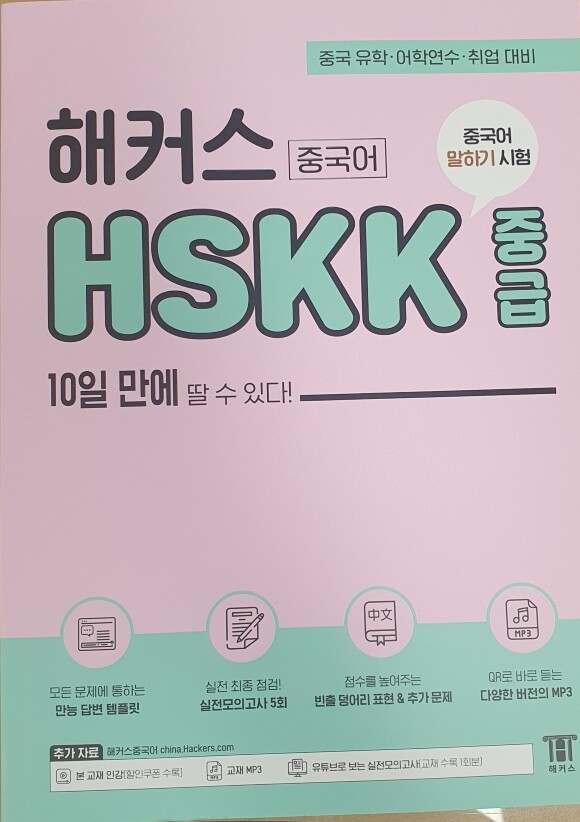 중국 유학·어학연수·취업 대비
해커스 중국어
중국어
말하기 시험
HSKK 중급
10일 만에 딸 수 있다!
中文
MP3
모든 문제에 통하는
만능 답변 템플릿
실전 최종 점검!
실전모의고사 5회
점수를 높여주는
빈출 덩어리 표현 & 추가 문제
QR로 바로 듣는
다양한 버전의 MP3
추가 자료 해커스중국어 china.Hackers.com
본 교재 인강(할인쿠폰 수록)
교재 MP3
유튜브로 보는 실전모의고사(교재 수록 1회분)
해커스